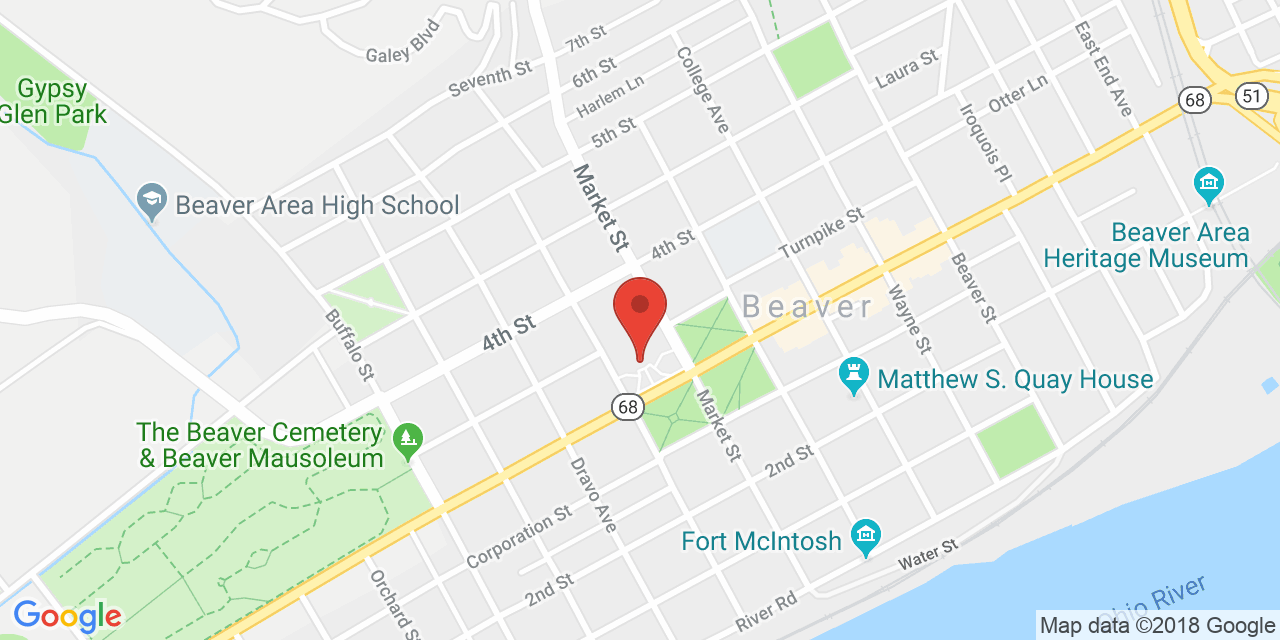 Galey Blvd
7th St
Seventh St
6th St
Harlem Ln
5th St
College Ave
Laura St
East End Ave
Otter Ln
68
51
Iroquois Pl
Gypsy
Glen Park
Beaver Area High School
Market St
4th St
Turnpike St
Beaver Area
Heritage Museum
Beaver St
Wayne St
Beaver
Buffalo St
4th St
Matthew S. Quay House
68
Market St
The Beaver Cemetery
& Beaver Mausoleum
2nd St
Dravo Ave
Corporation St
Fort McIntosh
Water St
2nd St
Orchard St
River Rd
Ohio River
Google
Map data ©2018 Google